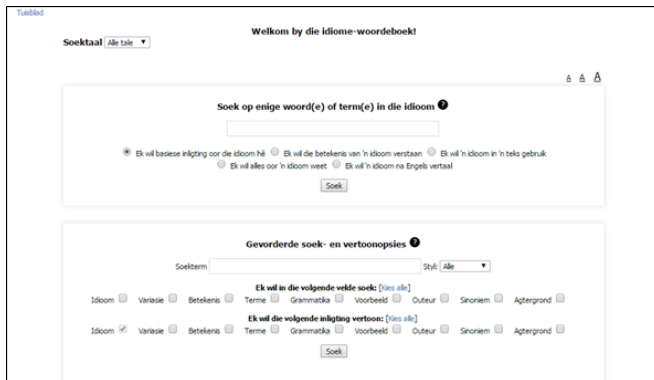 Tuisblad
Welkom by die idiome-woordeboek!
Soektaal Alle tale
A A A
Soek op enige woord(e) of term(e) in die idioom ?
Ek wil basiese inligting oor die idioom hê Ek wil die betekenis van 'n idioom verstaan Ek wil 'n idioom in 'n teks gebruik
Ek wil alles oor 'n idioom weet Ek wil 'n idioom na Engels vertaal
Soek
Gevorderde soek- en vertoonopsies ?
Soekterm Styl: Alle
Ek wil in die volgende velde soek: [Kies alle]
Idioom Variasie Betekenis Terme Grammatika Voorbeeld Outeur Sinoniem Agtergrond
Ek wil die volgende inligting vertoon: [Kies alle]
Idioom Variasie Betekenis Terme Grammatika Voorbeeld Outeur Sinoniem Agtergrond
Soek